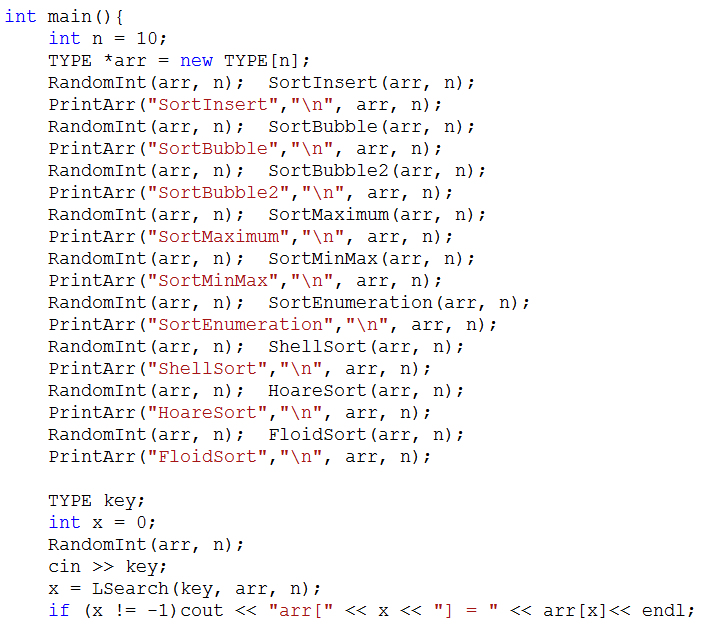 int main(){
    int n = 10;
    TYPE *arr = new TYPE[n];
    RandomInt(arr, n);  SortInsert(arr, n);
    PrintArr("SortInsert","\n", arr, n);
    RandomInt(arr, n);  SortBubble(arr, n);
    PrintArr("SortBubble","\n", arr, n);
    RandomInt(arr, n);  SortBubble2(arr, n);
    PrintArr("SortBubble2","\n", arr, n);
    RandomInt(arr, n);  SortMaximum(arr, n);
    PrintArr("SortMaximum","\n", arr, n);
    RandomInt(arr, n);  SortMinMax(arr, n);
    PrintArr("SortMinMax","\n", arr, n);
    RandomInt(arr, n);  SortEnumeration(arr, n);
    PrintArr("SortEnumeration","\n", arr, n);
    RandomInt(arr, n);  ShellSort(arr, n);
    PrintArr("ShellSort","\n", arr, n);
    RandomInt(arr, n);  HoareSort(arr, n);
    PrintArr("HoareSort","\n", arr, n);
    RandomInt(arr, n);  FloidSort(arr, n);
    PrintArr("FloidSort","\n", arr, n);

    TYPE key;
    int x = 0;
    RandomInt(arr, n);
    cin >> key;
    x = LSearch(key, arr, n);
    if (x != -1)cout << "arr[" << x << "] = " << arr[x]<< endl;